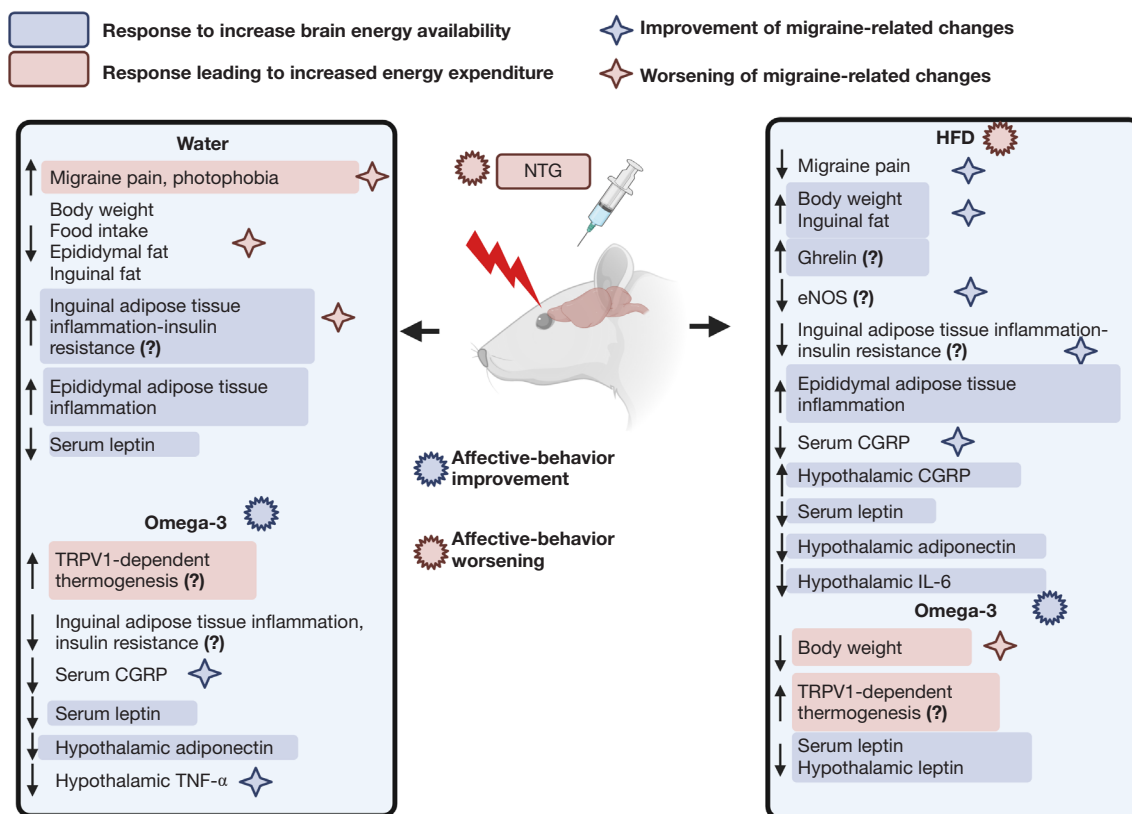 Response to increase brain energy availability
Response leading to increased energy expenditure
Improvement of migraine-related changes
Worsening of migraine-related changes
Water
Migraine pain, photophobia
Body weight
Food intake
Epididymal fat
Inguinal fat
Inguinal adipose tissue
inflammation-insulin
resistance (?)
Epididymal adipose tissue
inflammation
Serum leptin
Omega-3
TRPV1-dependent
thermogenesis (?)
Inguinal adipose tissue inflammation,
insulin resistance (?)
Serum CGRP
Serum leptin
Hypothalamic adiponectin
Hypothalamic TNF-α
NTG
Affective-behavior
improvement
Affective-behavior
worsening
HFD
Migraine pain
Body weight
Inguinal fat
Ghrelin (?)
eNOS (?)
Inguinal adipose tissue inflammation-
insulin resistance (?)
Epididymal adipose tissue
inflammation
Serum CGRP
Hypothalamic CGRP
Serum leptin
Hypothalamic adiponectin
Hypothalamic IL-6
Omega-3
Body weight
TRPV1-dependent
thermogenesis (?)
Serum leptin
Hypothalamic leptin